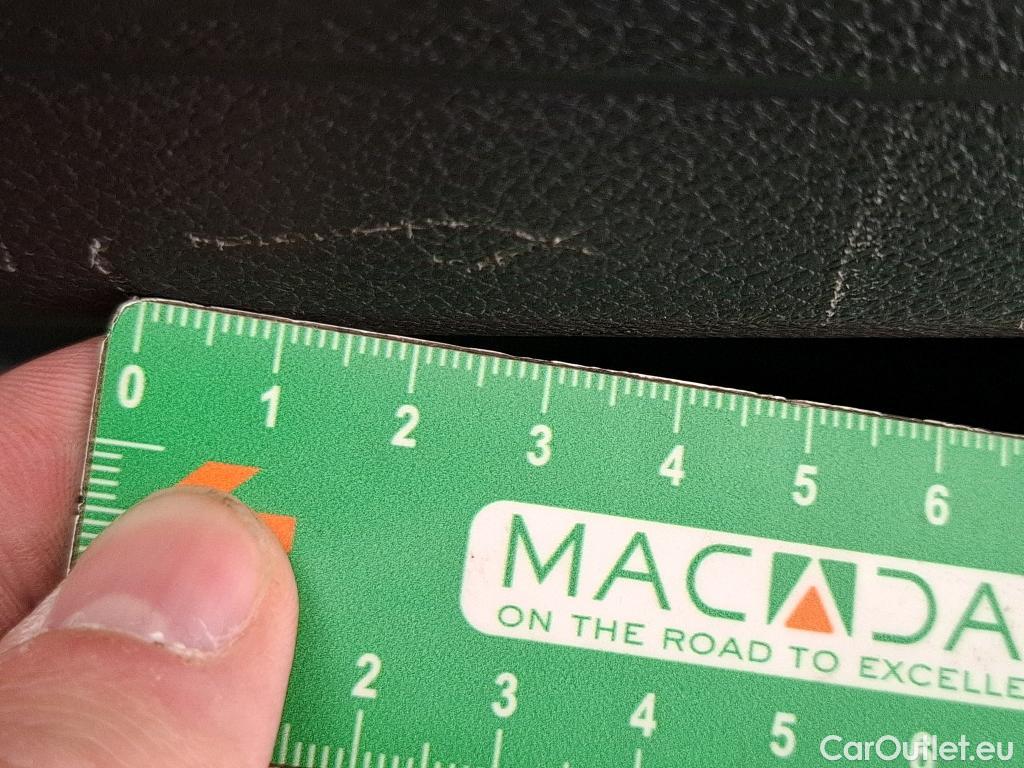 0 1 2 3 4 5 6
MACADA
ON THE ROAD TO EXCELLE
2 3 4 5 6
CarOutlet.eu